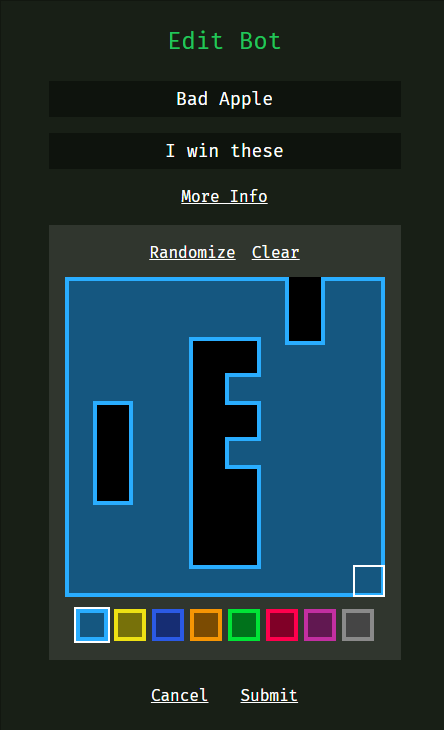 Edit Bot
Bad Apple
I win these
More Info
Randomize Clear
Cancel Submit